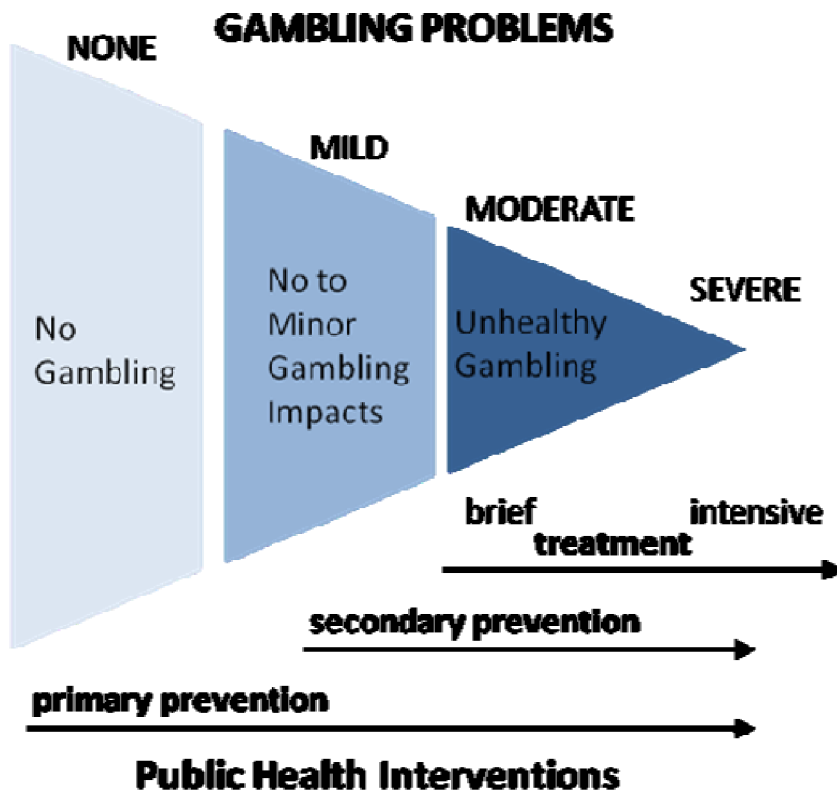 GAMBLING PROBLEMS
NONE
MILD
MODERATE
SEVERE
No
Gambling
No to
Minor
Gambling
Impacts
Unhealthy
Gambling
brief intensive
treatment
secondary prevention
primary prevention
Public Health Interventions